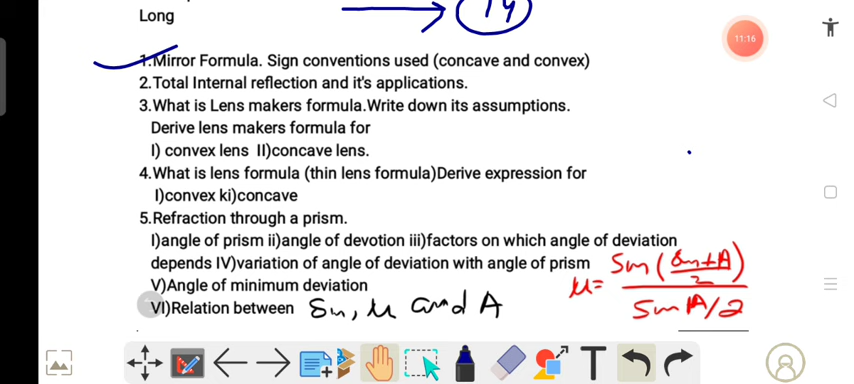 14
Long
1.Mirror Formula. Sign conventions used (concave and convex)
11:16
2.Total Internal reflection and it's applications.
3.What is Lens makers formula.Write down its assumptions.
Derive lens makers formula for
I) convex lens II)concave lens.
4.What is lens formula (thin lens formula)Derive expression for
I)convex ki)concave
5.Refraction through a prism.
I)angle of prism ii)angle of devotion iii)factors on which angle of deviation
depends IV)variation of angle of deviation with angle of prism
V)Angle of minimum deviation
VI)Relation between δm, μ and A
μ = Sin (δm+A/2) / Sin A/2
T